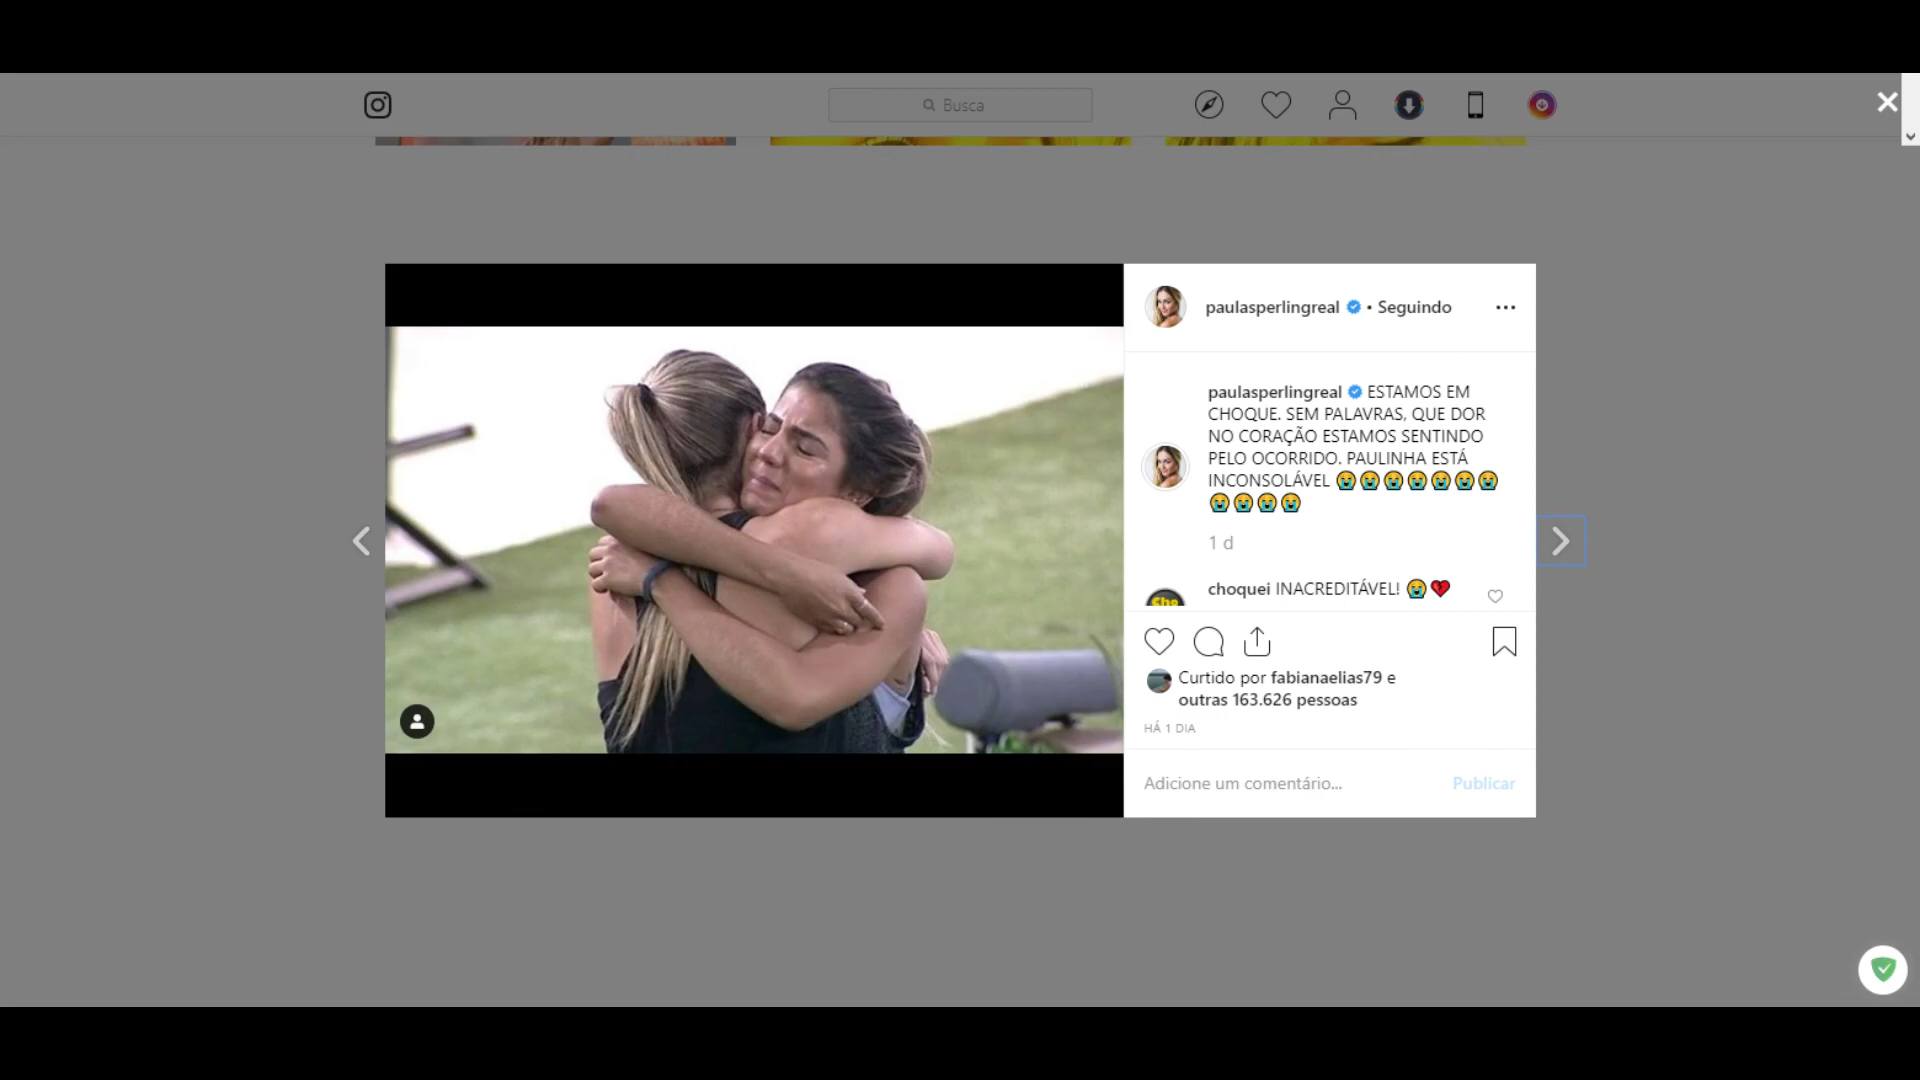 Busca
paulasperlingreal • Seguindo
paulasperlingreal ESTAMOS EM
CHOQUE. SEM PALAVRAS, QUE DOR
NO CORAÇÃO ESTAMOS SENTINDO
PELO OCORRIDO. PAULINHA ESTÁ
INCONSOLÁVEL 😭😭😭😭😭😭😭
😭😭😭😭
1 d
choquei INACREDITÁVEL! 😭💔
Cho
Curtido por fabianaelias79 e
outras 163.626 pessoas
HÁ 1 DIA
Adicione um comentário... Publicar